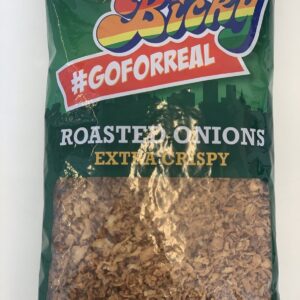 Bicky
#GOFORREAL
ROASTED ONIONS
EXTRA CRISPY